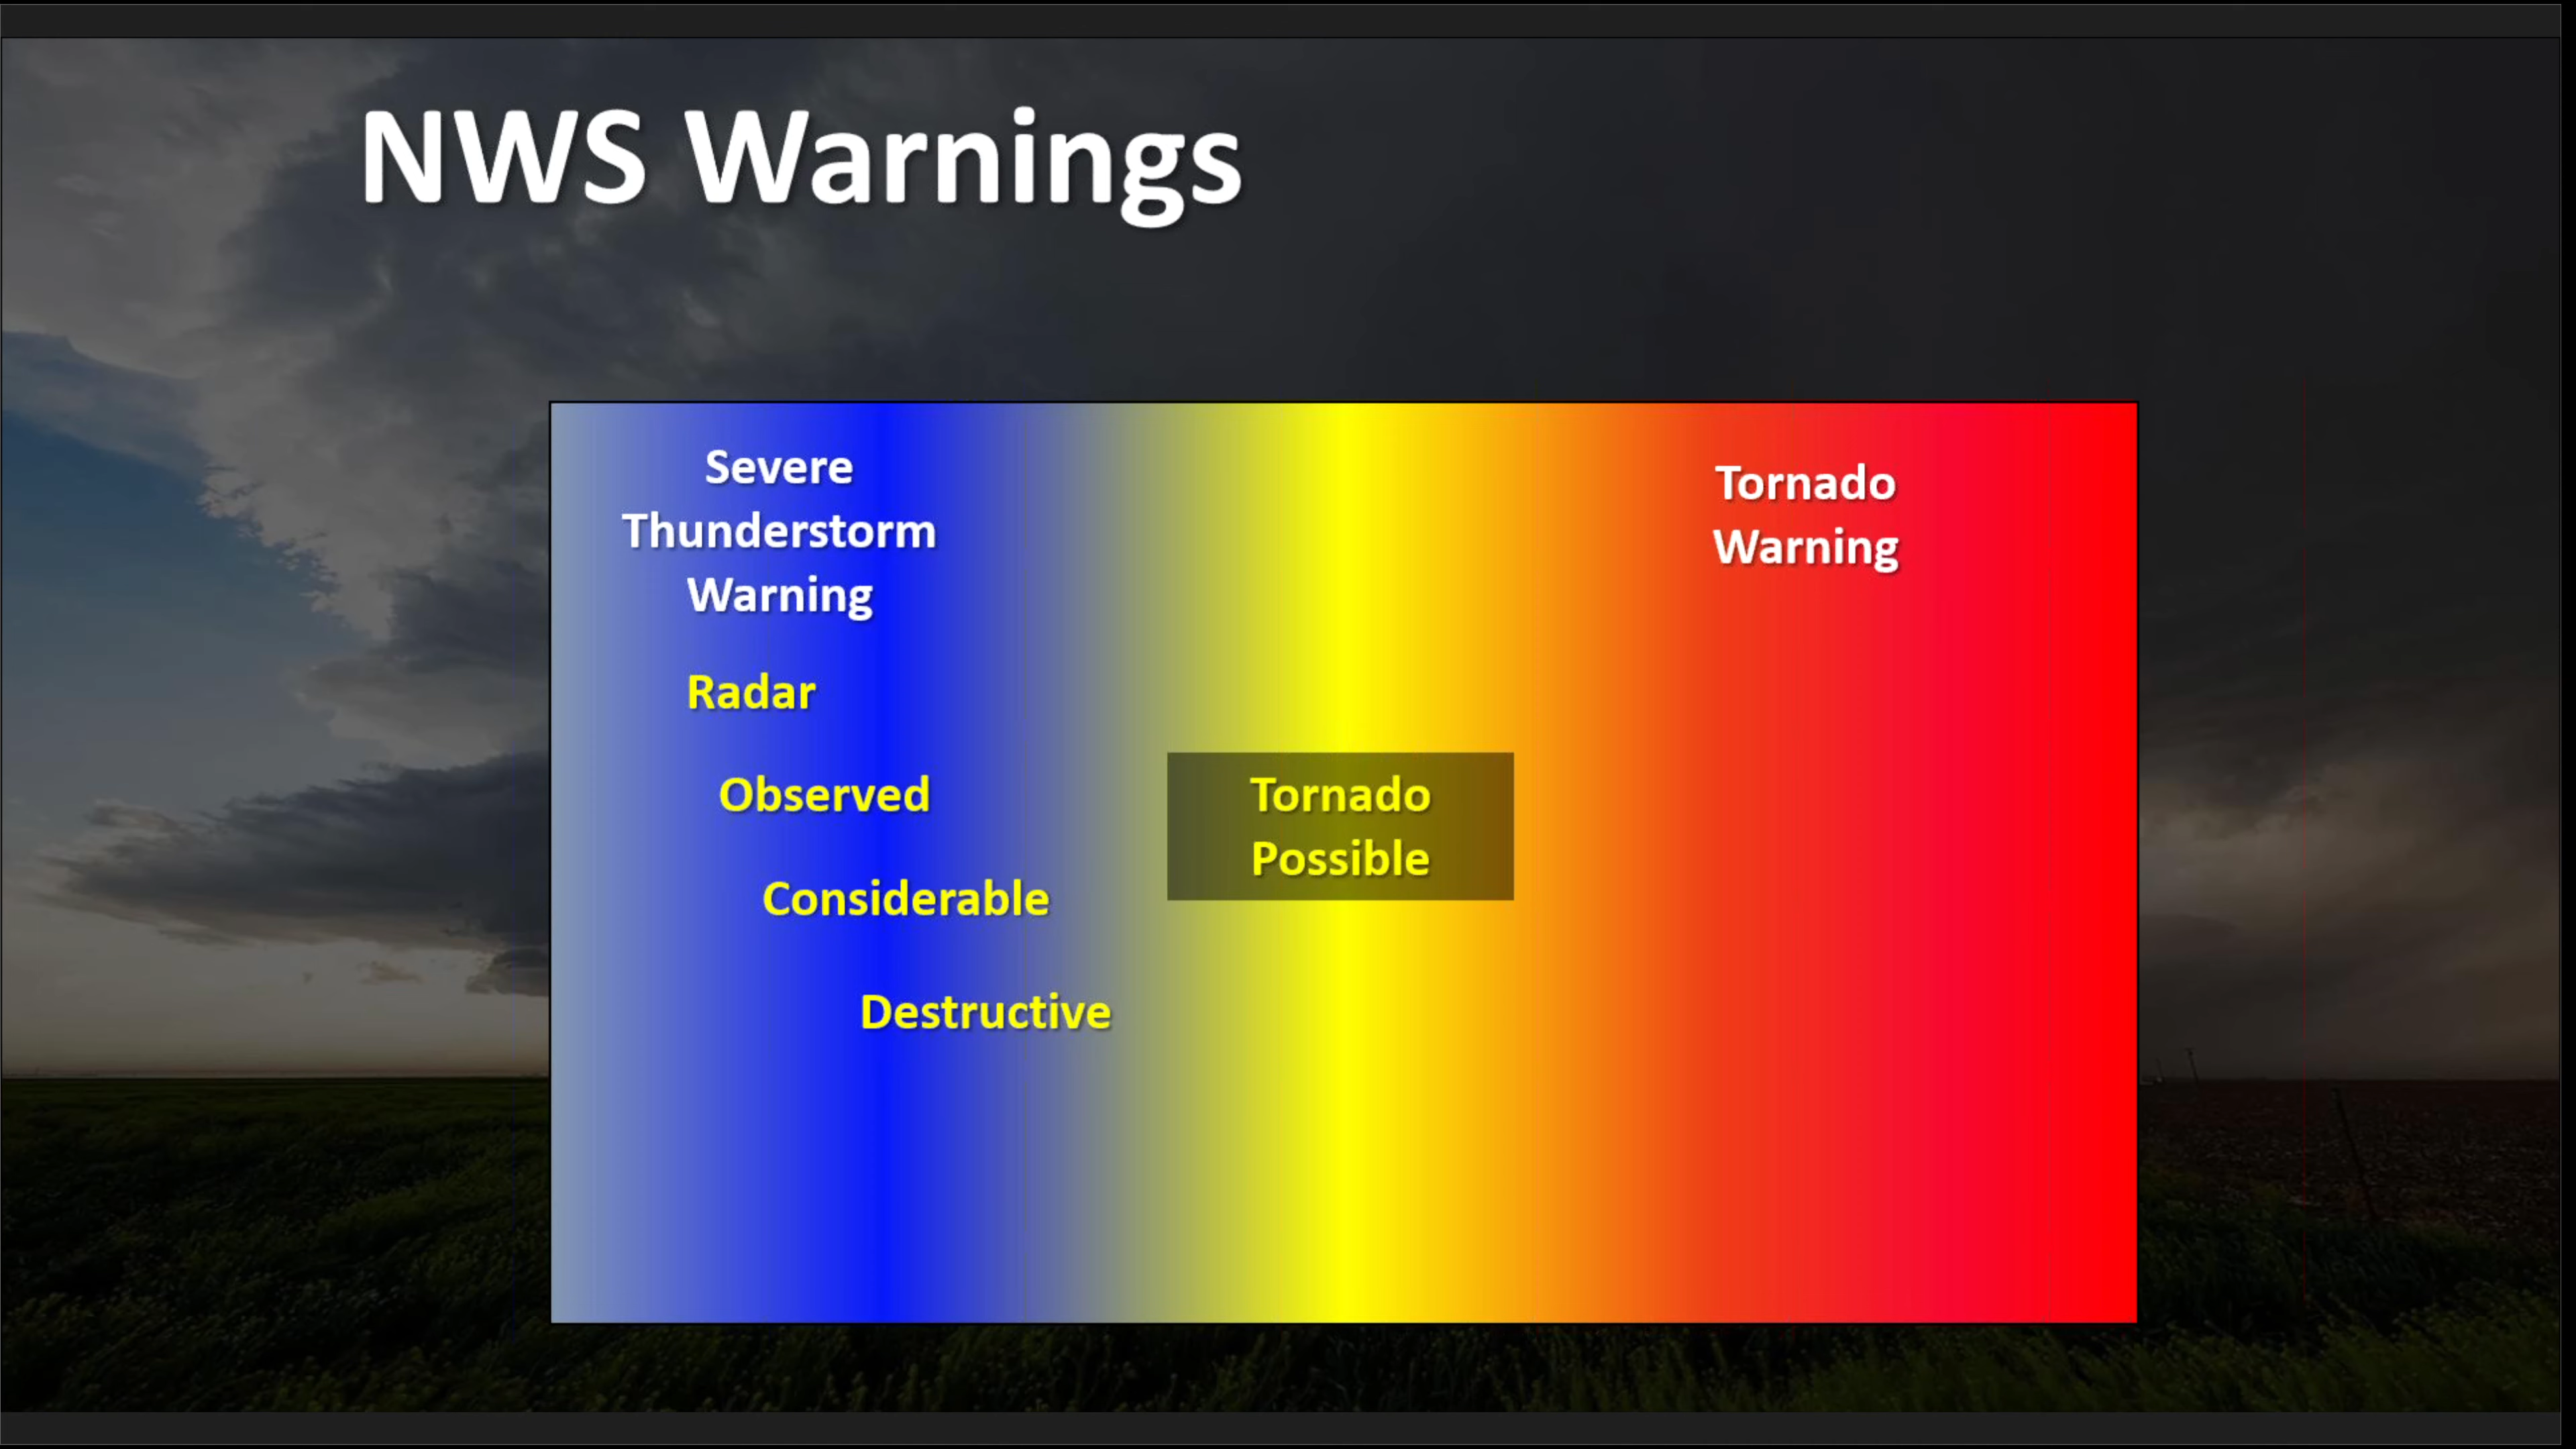 NWS Warnings
Severe
Thunderstorm
Warning
Radar
Observed
Considerable
Destructive
Tornado
Possible
Tornado
Warning